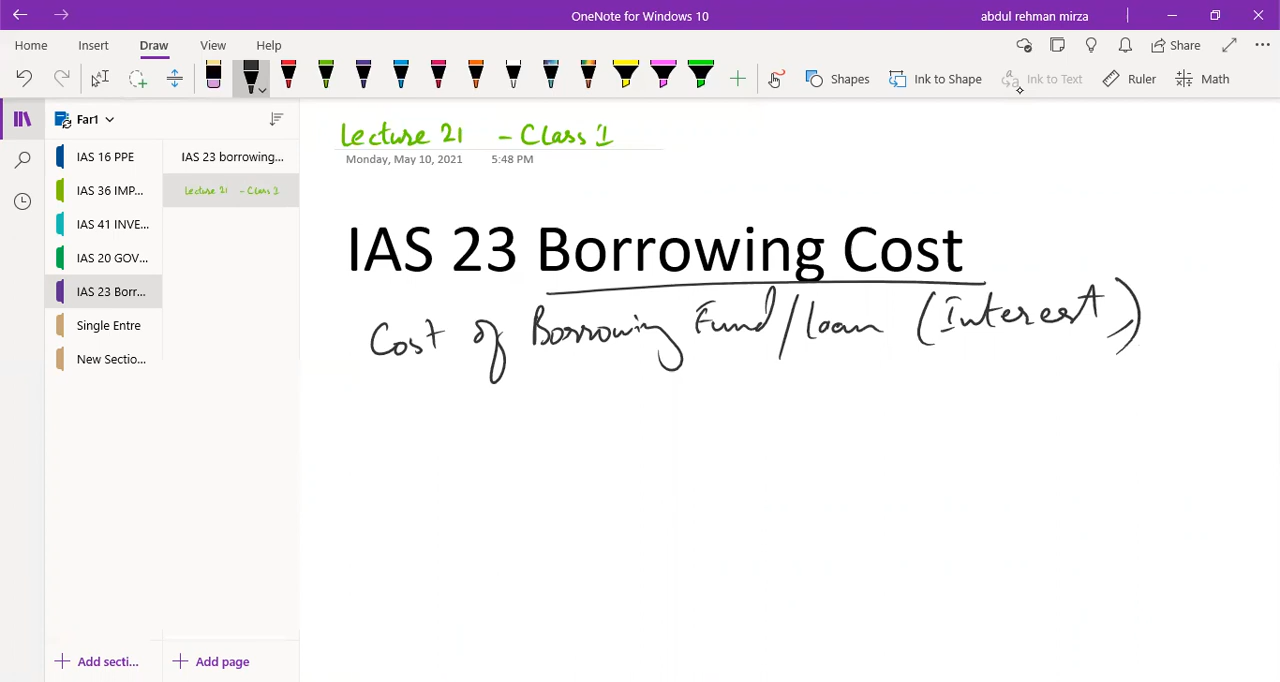 OneNote for Windows 10
abdul rehman mirza
Home Insert Draw View Help
Share
Shapes Ink to Shape Ink to Text Ruler Math
Far1
IAS 16 PPE
IAS 36 IMP...
IAS 41 INVE...
IAS 20 GOV...
IAS 23 Borr...
Single Entre
New Sectio...
Add secti...
IAS 23 borrowing...
Lecture 21 - Class 1
Add page
Lecture 21 - Class 1
Monday, May 10, 2021 5:48 PM
IAS 23 Borrowing Cost
Cost of Borrowing Fund/loan (Interest)